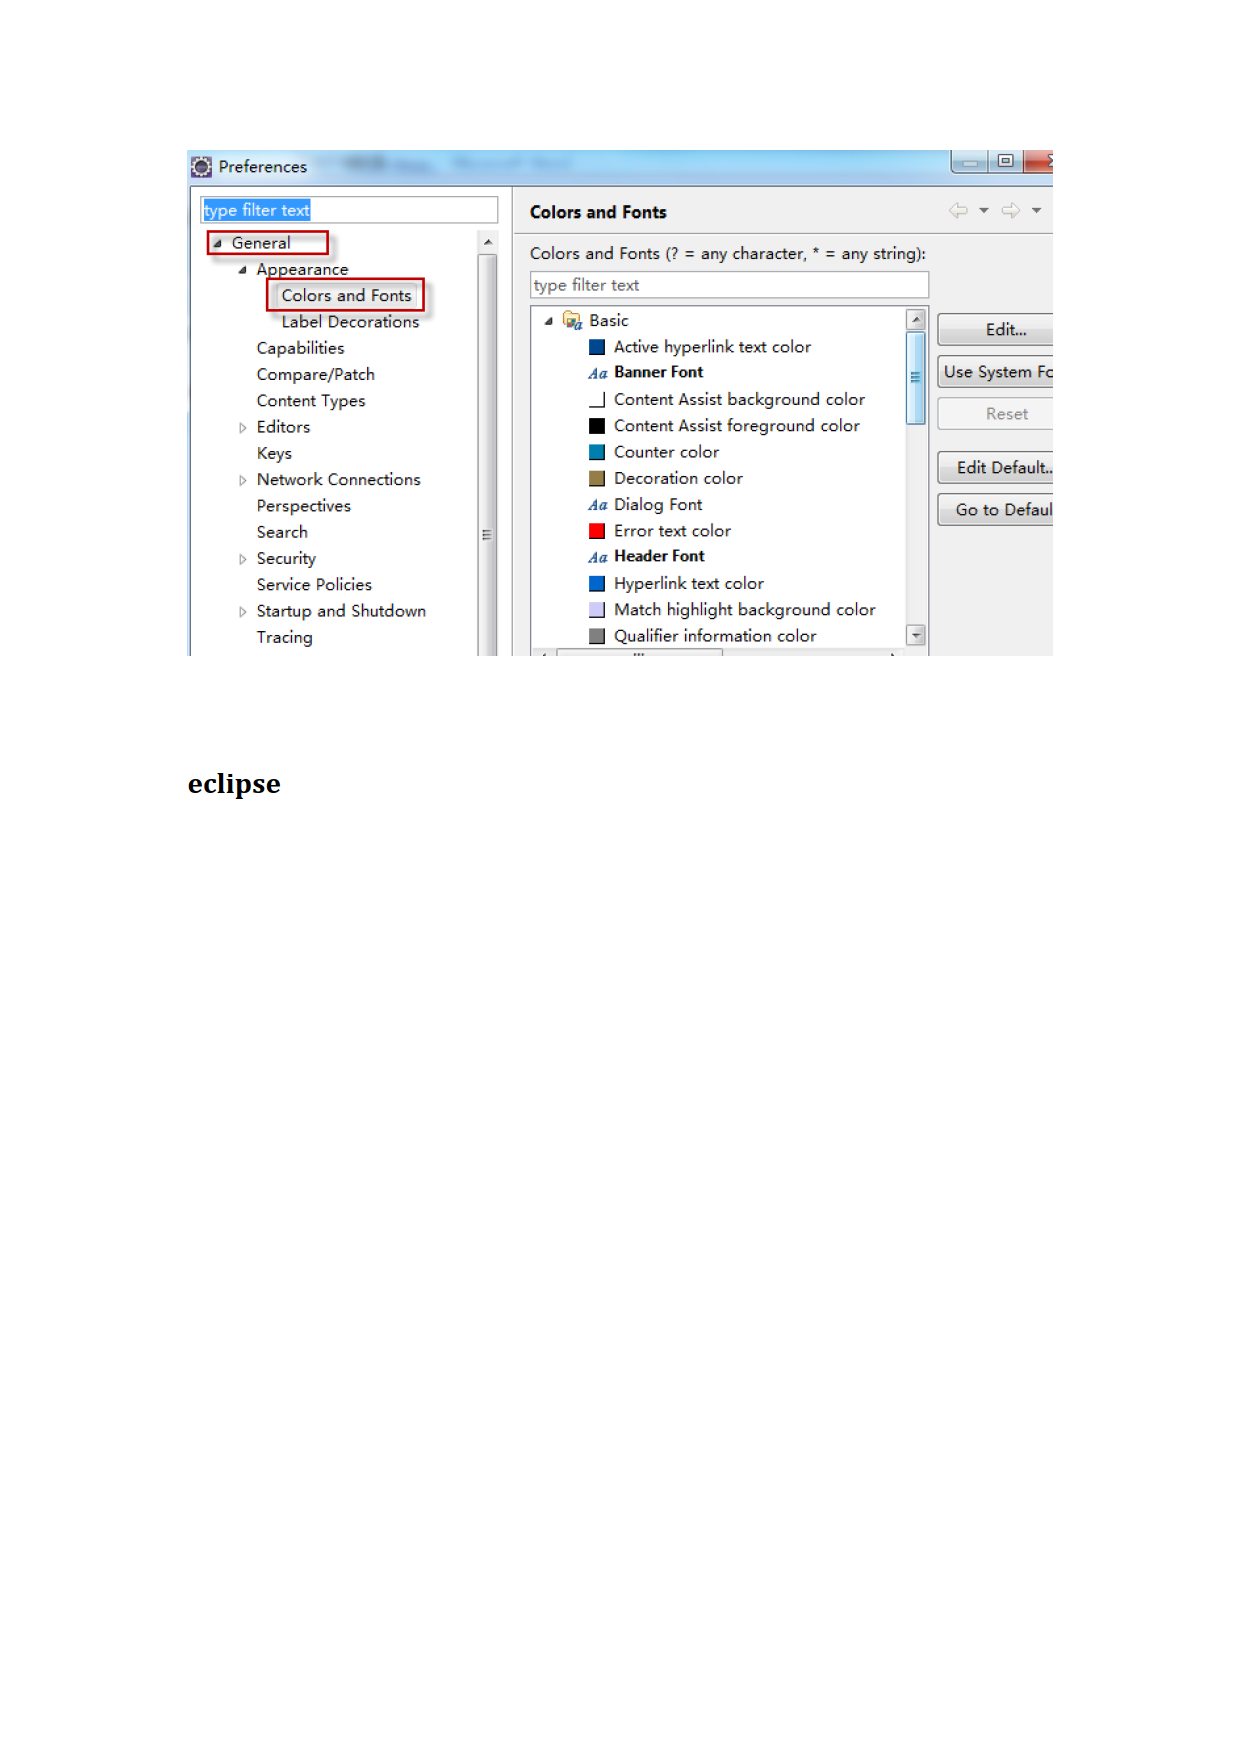 Preferences
type filter text
General
Appearance
Colors and Fonts
Label Decorations
Capabilities
Compare/Patch
Content Types
Editors
Keys
Network Connections
Perspectives
Search
Security
Service Policies
Startup and Shutdown
Tracing
Colors and Fonts
Colors and Fonts (? = any character, * = any string):
type filter text
Basic
Active hyperlink text color
Aa Banner Font
Content Assist background color
Content Assist foreground color
Counter color
Decoration color
Aa Dialog Font
Error text color
Aa Header Font
Hyperlink text color
Match highlight background color
Qualifier information color
Edit...
Use System Fo
Reset
Edit Default..
Go to Defaul
eclipse